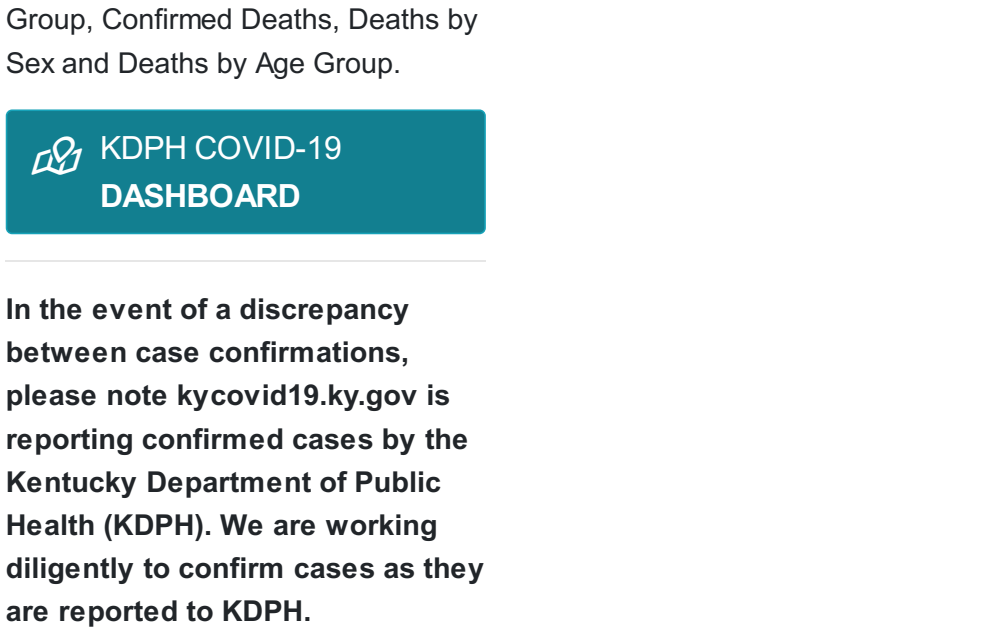 Group, Confirmed Deaths, Deaths by
Sex and Deaths by Age Group.
KDPH COVID-19
DASHBOARD
In the event of a discrepancy
between case confirmations,
please note kycovid19.ky.gov is
reporting confirmed cases by the
Kentucky Department of Public
Health (KDPH). We are working
diligently to confirm cases as they
are reported to KDPH.